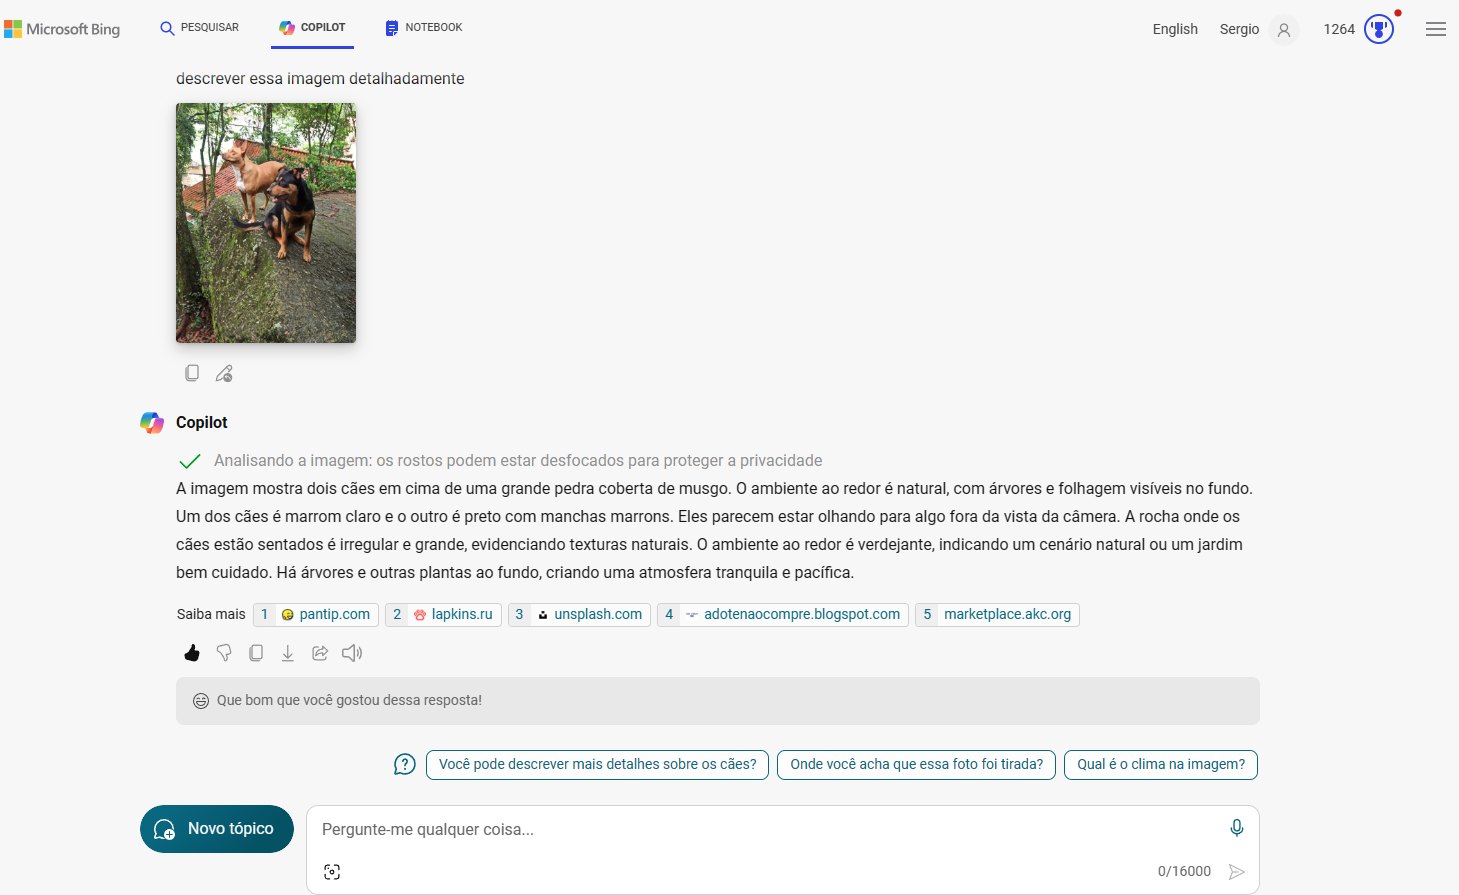 Microsoft Bing
PESQUISAR
COPILOT
NOTEBOOK
English
Sergio
1264
descrever essa imagem detalhadamente
Copilot
Analisando a imagem: os rostos podem estar desfocados para proteger a privacidade
A imagem mostra dois cães em cima de uma grande pedra coberta de musgo. O ambiente ao redor é natural, com árvores e folhagem visíveis no fundo.
Um dos cães é marrom claro e o outro é preto com manchas marrons. Eles parecem estar olhando para algo fora da vista da câmera. A rocha onde os
cães estão sentados é irregular e grande, evidenciando texturas naturais. O ambiente ao redor é verdejante, indicando um cenário natural ou um jardim
bem cuidado. Há árvores e outras plantas ao fundo, criando uma atmosfera tranquila e pacífica.
Saiba mais 1 pantip.com 2 lapkins.ru 3 unsplash.com 4 adotenaocompre.blogspot.com 5 marketplace.akc.org
Que bom que você gostou dessa resposta!
Você pode descrever mais detalhes sobre os cães?
Onde você acha que essa foto foi tirada?
Qual é o clima na imagem?
Novo tópico
Pergunte-me qualquer coisa...
0/16000